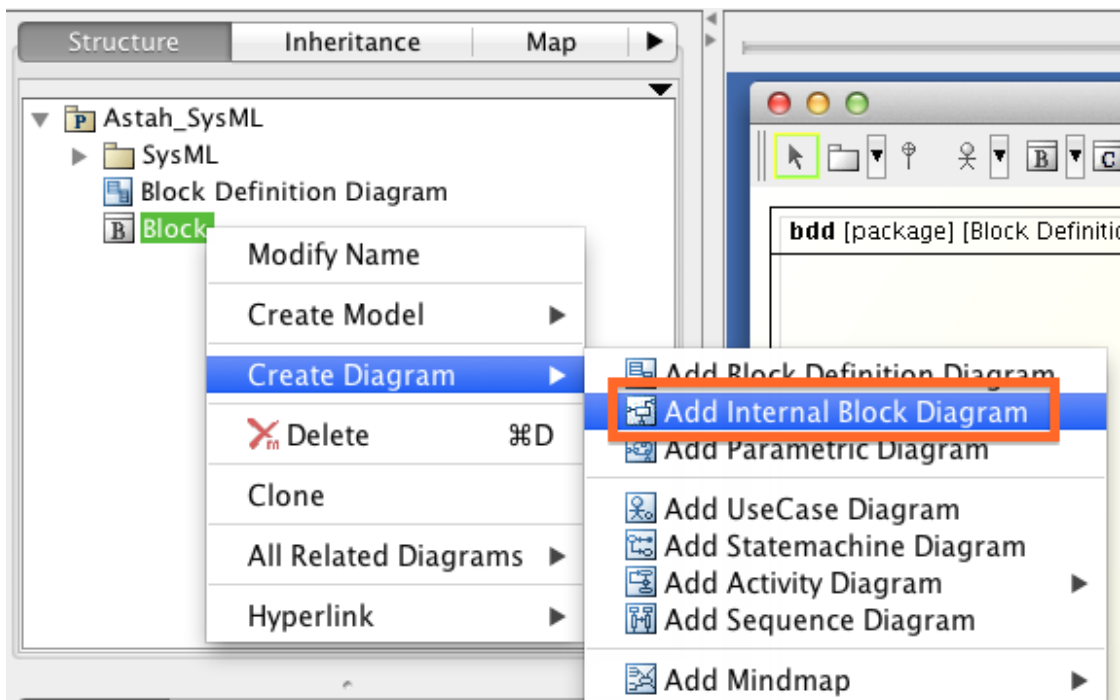 Structure
Inheritance
Map
Astah_SysML
SysML
Block Definition Diagram
Block
Modify Name
Create Model
Create Diagram
Delete ⌘D
Clone
All Related Diagrams
Hyperlink
bdd [package] [Block Definitio
Add Block Definition Diagram
Add Internal Block Diagram
Add Parametric Diagram
Add UseCase Diagram
Add Statemachine Diagram
Add Activity Diagram
Add Sequence Diagram
Add Mindmap